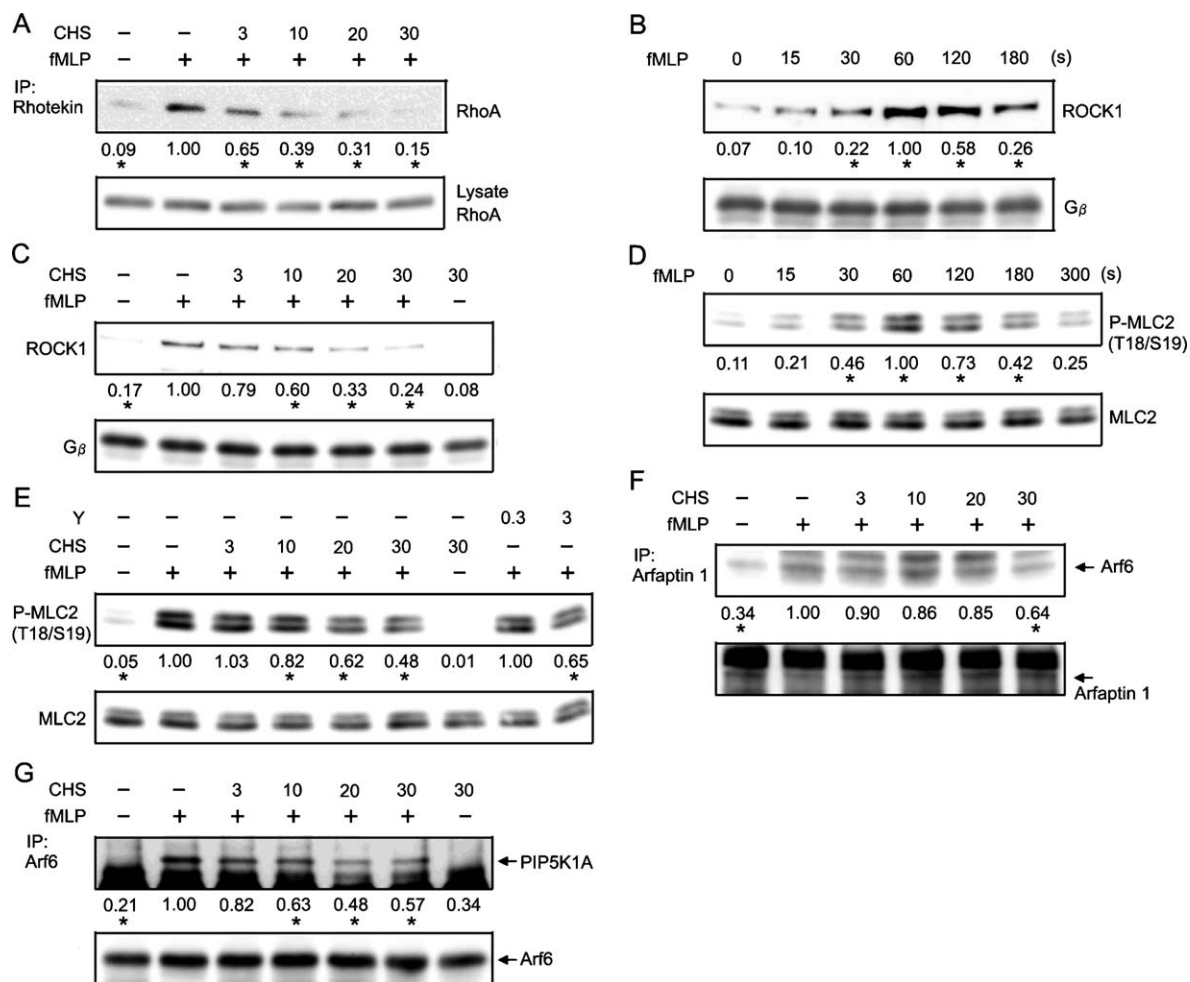 A
CHS – – 3 10 20 30
fMLP – + + + + +
IP:
Rhotekin
RhoA
0.09 1.00 0.65 0.39 0.31 0.15
* * * * *
Lysate
RhoA
B
fMLP 0 15 30 60 120 180 (s)
ROCK1
0.07 0.10 0.22 1.00 0.58 0.26
* * * *
Gβ
C
CHS – – 3 10 20 30 30
fMLP – + + + + + –
ROCK1
0.17 1.00 0.79 0.60 0.33 0.24 0.08
* * * *
Gβ
D
fMLP 0 15 30 60 120 180 300 (s)
P-MLC2
(T18/S19)
0.11 0.21 0.46 1.00 0.73 0.42 0.25
* * * *
MLC2
E
Y – – – – – – – 0.3 3
CHS – – 3 10 20 30 30 – –
fMLP – + + + + + – + +
P-MLC2
(T18/S19)
0.05 1.00 1.03 0.82 0.62 0.48 0.01 1.00 0.65
* * * * *
MLC2
F
CHS – – 3 10 20 30
fMLP – + + + + +
IP:
Arfaptin 1
Arf6
0.34 1.00 0.90 0.86 0.85 0.64
* *
Arfaptin 1
G
CHS – – 3 10 20 30 30
fMLP – + + + + + –
IP:
Arf6
PIP5K1A
0.21 1.00 0.82 0.63 0.48 0.57 0.34
* * * *
Arf6